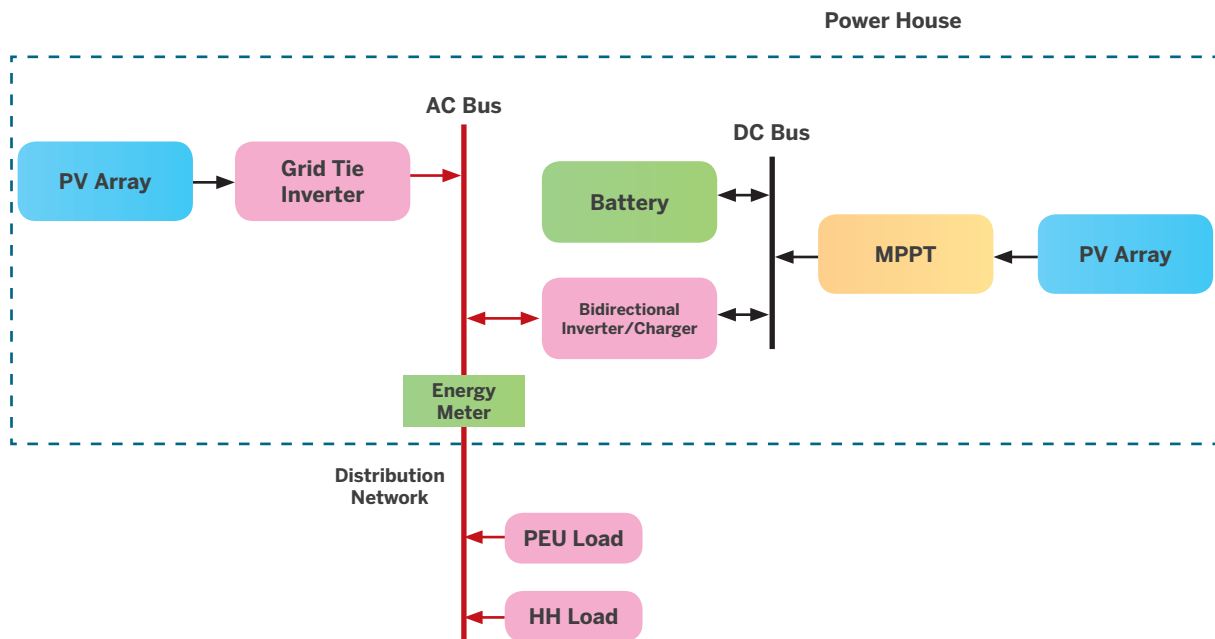 Power House
AC Bus
DC Bus
PV Array
Grid Tie
Inverter
Battery
MPPT
PV Array
Bidirectional
Inverter/Charger
Energy
Meter
Distribution
Network
PEU Load
HH Load